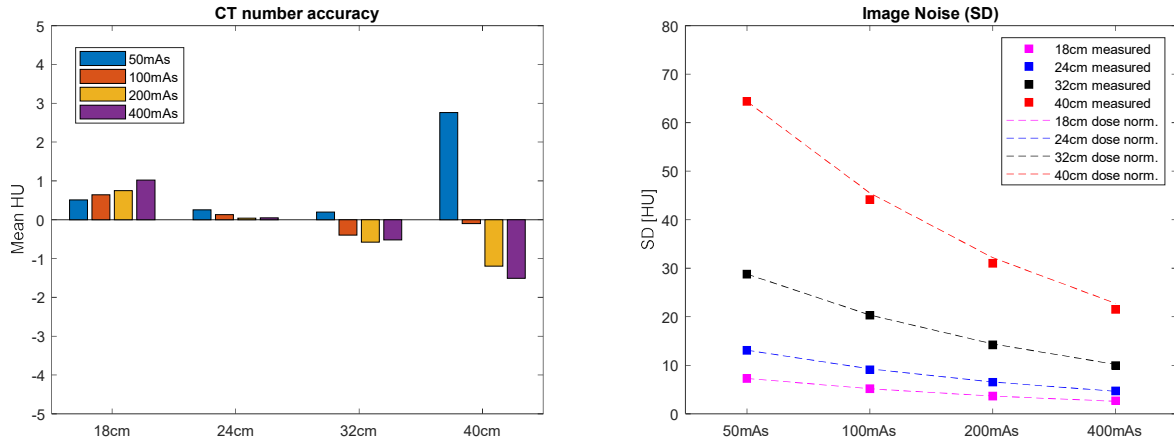 CT number accuracy
Mean HU
5
4
3
2
1
0
-1
-2
-3
-4
-5
50mAs
100mAs
200mAs
400mAs
18cm
24cm
32cm
40cm
Image Noise (SD)
SD [HU]
80
70
60
50
40
30
20
10
0
18cm measured
24cm measured
32cm measured
40cm measured
18cm dose norm.
24cm dose norm.
32cm dose norm.
40cm dose norm.
50mAs
100mAs
200mAs
400mAs